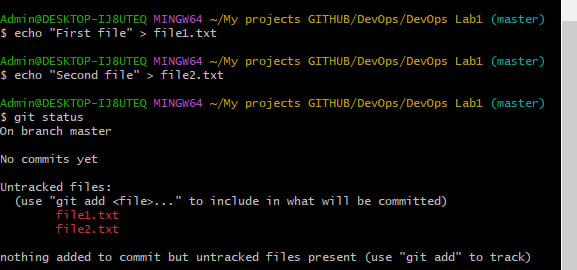 Admin@DESKTOP-IJ8UTEQ MINGW64 ~/My projects GITHUB/DevOps/DevOps Lab1 (master)
$ echo "First file" > file1.txt
Admin@DESKTOP-IJ8UTEQ MINGW64 ~/My projects GITHUB/DevOps/DevOps Lab1 (master)
$ echo "Second file" > file2.txt
Admin@DESKTOP-IJ8UTEQ MINGW64 ~/My projects GITHUB/DevOps/DevOps Lab1 (master)
$ git status
On branch master
No commits yet
Untracked files:
(use "git add <file>..." to include in what will be committed)
file1.txt
file2.txt
nothing added to commit but untracked files present (use "git add" to track)